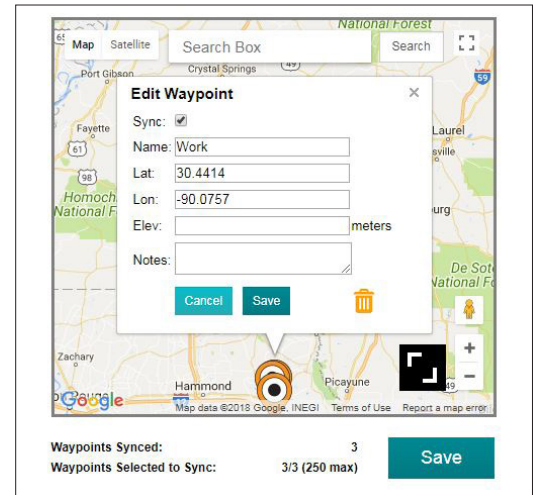 National Forest
Map Satellite Search Box Search
Port Gibson
Crystal Springs
49
59
Edit Waypoint ×
Sync:
Fayette
Laurel
Name: Work
61
sville
Lat: 30.4414
98
Lon: -90.0757
Homoch
National F
urg
Elev: meters
Notes:
De Soto
National Fo
Cancel Save
Zachary
+
Hammond
Picayune
49
−
Google
Map data ©2018 Google, INEGI Terms of Use Report a map error
Waypoints Synced: 3
Waypoints Selected to Sync: 3/3 (250 max)
Save